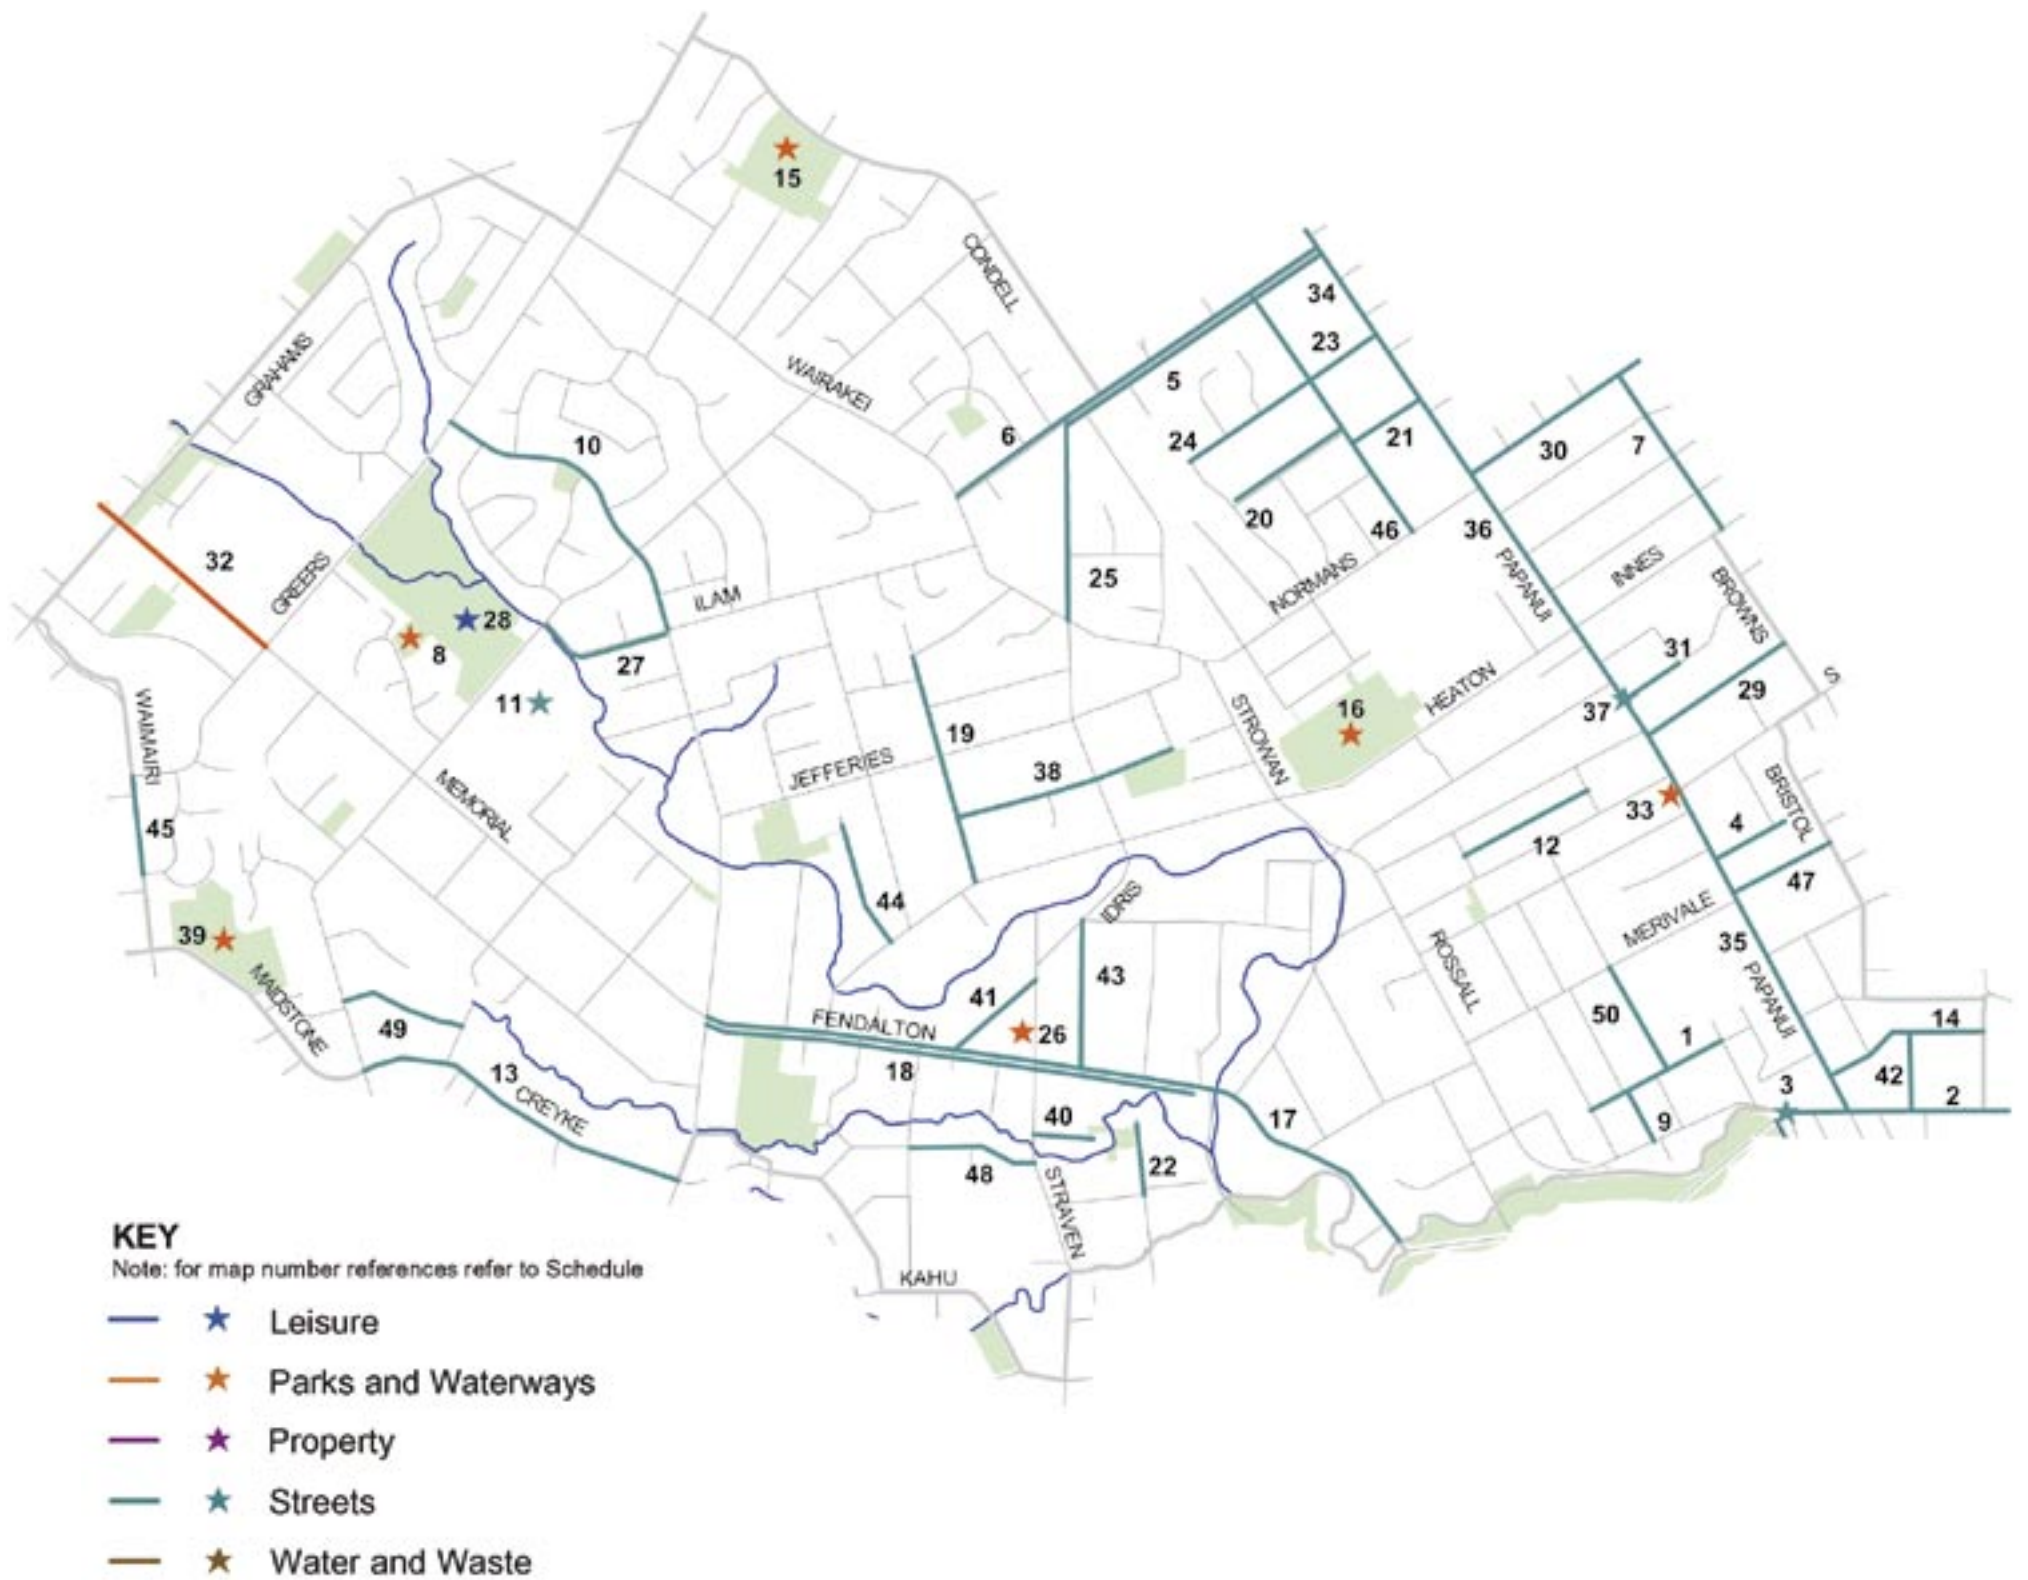 15
CONDELL
34
GRAHAMS
23
WAIRAKEI
5
6
24
21
10
30
7
20
46
36
32
GREERS
25
NORMANS
PAPANUI
INNES
BROWNS
ILAM
28
8
27
31
S
WAIMAIRI
11
19
STROWAN
16
HEATON
37
29
JEFFERIES
38
MEMORIAL
33
BRISTOL
45
12
4
44
IDRIS
47
39
MERIVALE
MAIDSTONE
ROSSALL
35
PAPANUI
43
41
49
FENDALTON
26
50
14
1
13
18
42
CREYKE
40
17
3
2
9
48
22
STRAVEN
KAHU
KEY
Note: for map number references refer to Schedule
Leisure
Parks and Waterways
Property
Streets
Water and Waste